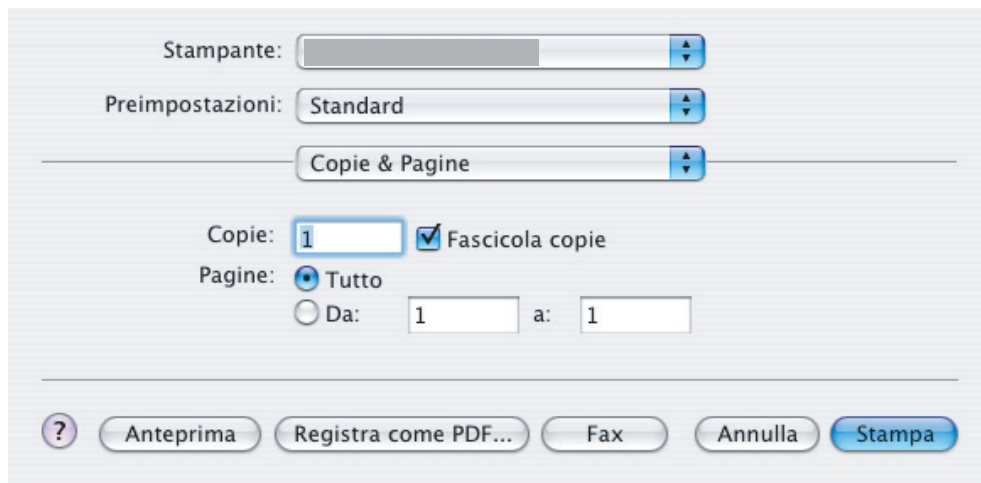 Stampante:
Preimpostazioni: Standard
Copie & Pagine
Copie: 1 Fascicola copie
Pagine: Tutto
Da: 1 a: 1
? Anteprima Registra come PDF... Fax Annulla Stampa